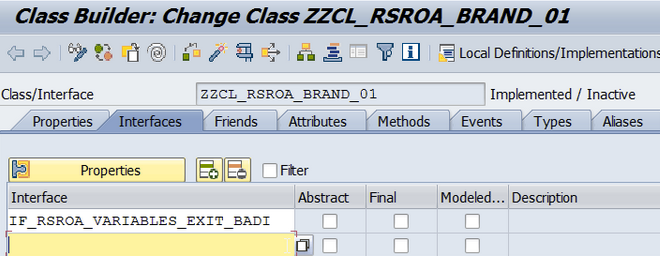 Class Builder: Change Class ZZCL_RSROA_BRAND_01
Local Definitions/Implementations
Class/Interface ZZCL_RSROA_BRAND_01 Implemented / Inactive
Properties Interfaces Friends Attributes Methods Events Types Aliases
Properties Filter
Interface Abstract Final Modeled... Description
IF_RSROA_VARIABLES_EXIT_BADI